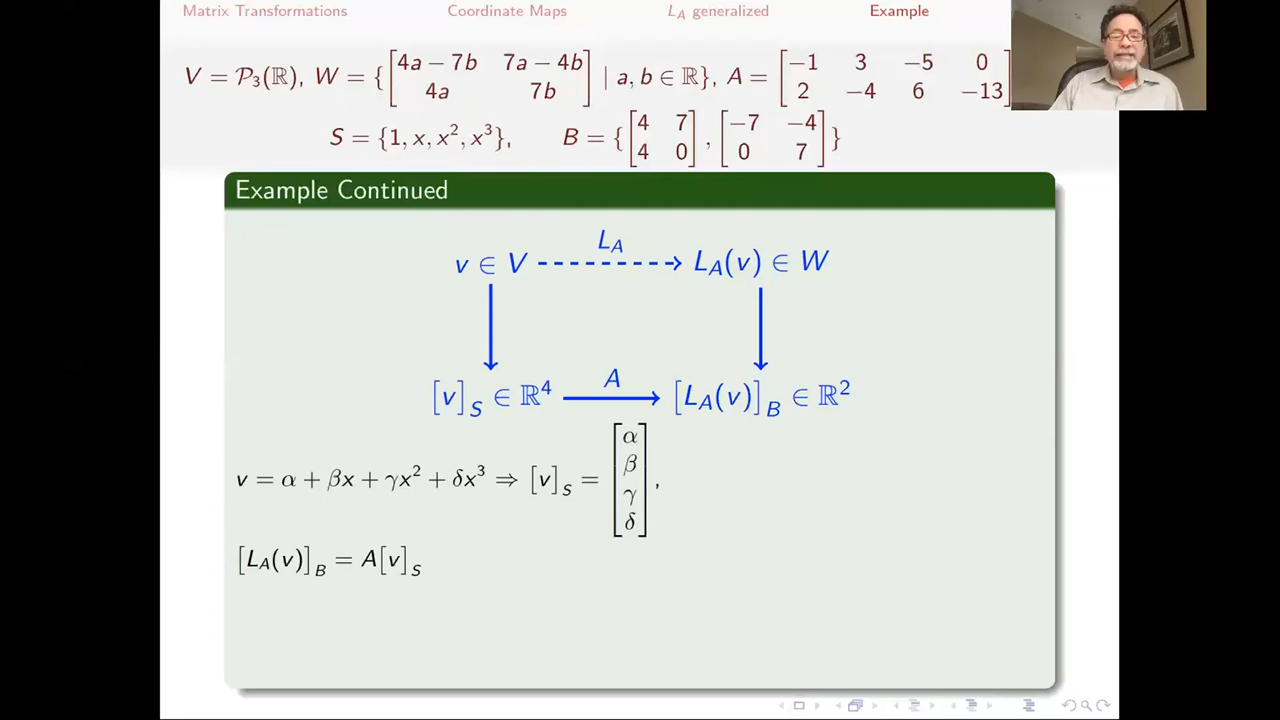 Matrix Transformations Coordinate Maps L_A generalized Example
V = 𝒫₃(ℝ), W = {[4a − 7b 7a − 4b; 4a 7b] | a, b ∈ ℝ}, A = [−1 3 −5 0; 2 −4 6 −13]
S = {1, x, x², x³}, B = {[4 7; 4 0], [−7 −4; 0 7]}
Example Continued
v ∈ V ⇢ L_A(v) ∈ W
L_A
[v]_S ∈ ℝ⁴ → [L_A(v)]_B ∈ ℝ²
A
v = α + βx + γx² + δx³ ⇒ [v]_S = [α; β; γ; δ],
[L_A(v)]_B = A[v]_S